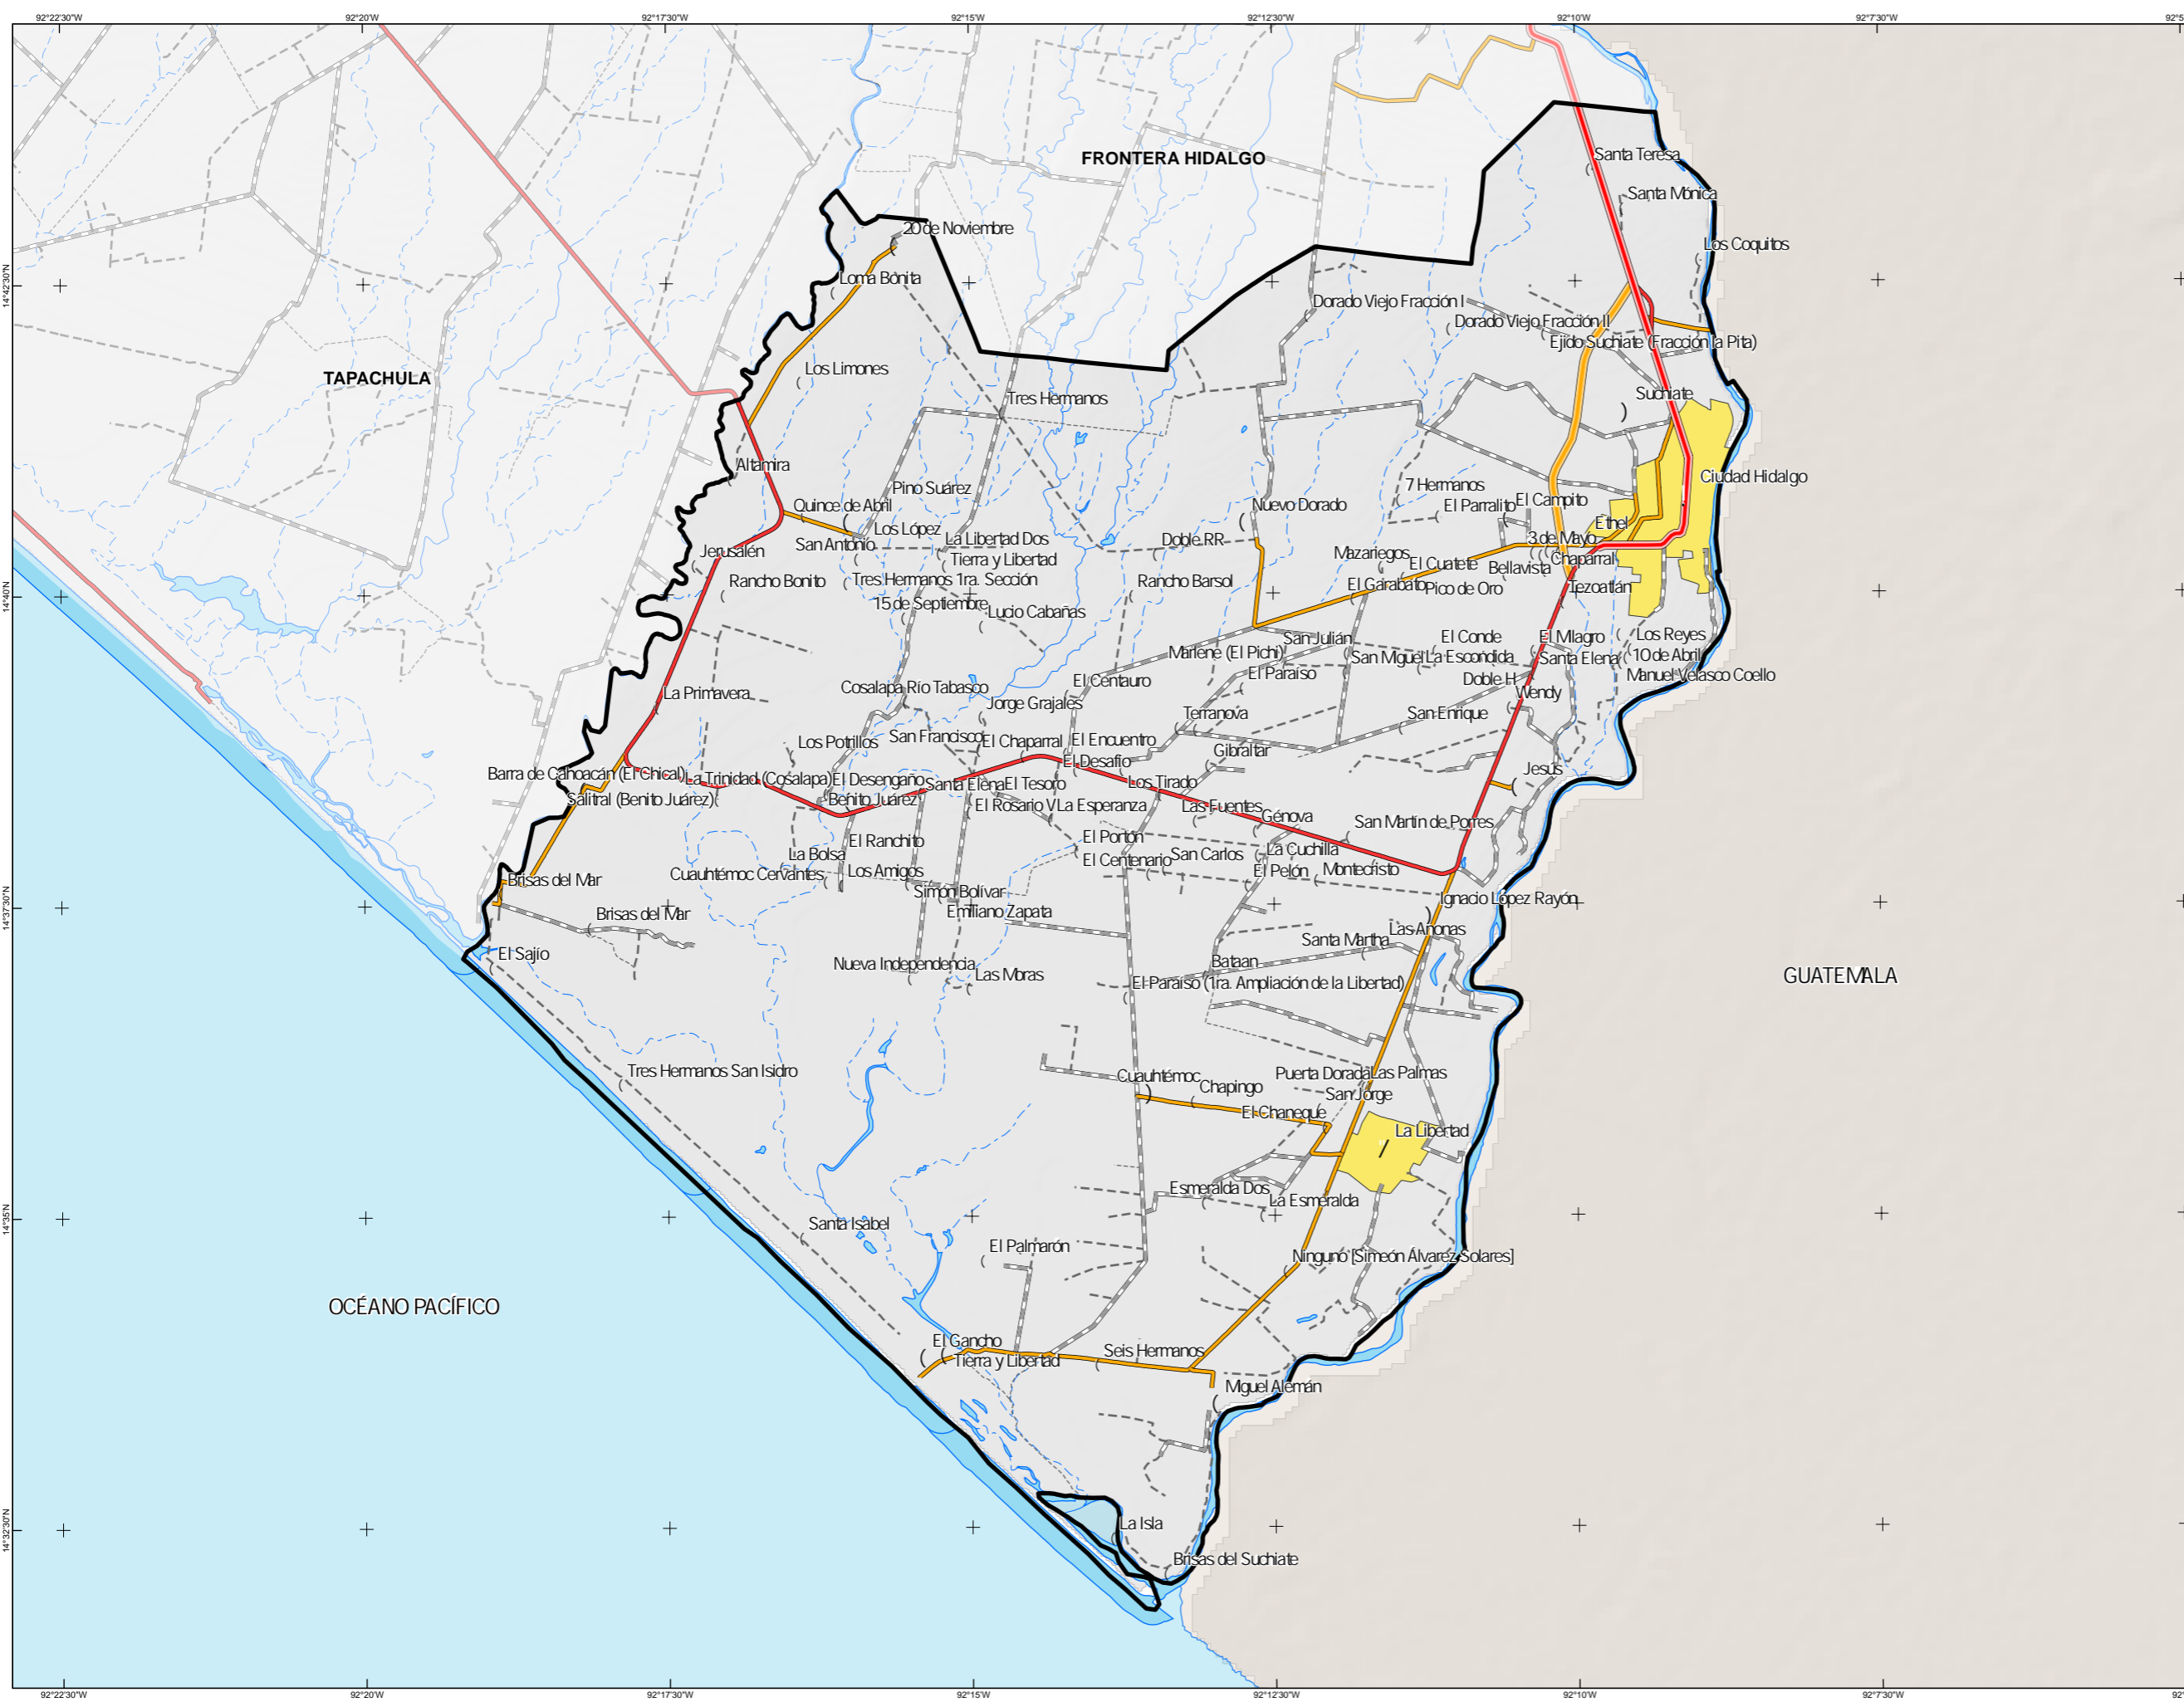 92°22'30"W
92°20'W
92°17'30"W
92°15'W
92°12'30"W
92°10'W
92°7'30"W
FRONTERA HIDALGO
Santa Teresa
Santa Mónica
20 de Noviembre
Los Coquitos
14°42'30"N
Loma Bonita
Dorado Viejo Fracción I
Dorado Viejo Fracción II
Ejido Suchiate (Fracción la Pita)
Los Limones
TAPACHULA
Suchiate
Tres Hermanos
Altamira
Ciudad Hidalgo
Pino Suárez
7 Hermanos
Quince de Abril
Nuevo Dorado
El Parralito
El Campito
Los López
Ethel
San Antonio
La Libertad Dos
Doble RR
3 de Mayo
Jerusalén
Tierra y Libertad
Mazariegos
El Cuatete
Bellavista
Chaparral
Rancho Bonito
Tres Hermanos 1ra. Sección
Rancho Barsol
El Garabato
Pico de Oro
Tezoatlán
14°40'N
15 de Septiembre
Lucio Cabañas
San Julián
El Conde
El Milagro
Los Reyes
Marlene (El Pichi)
San Miguel
La Escondida
Santa Elena
10 de Abril
El Paraíso
Doble H
Manuel Velasco Coello
La Primavera
Cosalapa Río Tabasco
El Centauro
Wendy
Jorge Grajales
Terranova
San Enrique
Los Potrillos
San Francisco
El Chaparral
El Encuentro
Gibraltar
El Desafío
Jesús
Barra de Cahoacán (El Chical)
La Trinidad (Cosalapa)
El Desengaño
Santa Elena
El Tesoro
Los Tirado
Salitral (Benito Juárez)
Benito Juárez
El Rosario V
La Esperanza
Las Fuentes
Génova
San Martín de Porres
El Ranchito
El Portón
La Bolsa
El Centenario
San Carlos
La Cuchilla
Cuauhtémoc Cervantes
Los Amigos
El Pelón
Montecristo
Brisas del Mar
Simón Bolívar
Ignacio López Rayón
14°37'30"N
Brisas del Mar
Emiliano Zapata
Las Anonas
El Sajío
Santa Martha
Nueva Independencia
Las Moras
Bataan
GUATEMALA
El Paraíso (1ra. Ampliación de la Libertad)
Tres Hermanos San Isidro
Cuauhtémoc
Chapingo
Puerta Dorada
Las Palmas
San Jorge
El Chaneque
La Libertad
Esmeralda Dos
La Esmeralda
14°35'N
Santa Isabel
El Palmarón
Ninguno [Simeón Álvarez Solares]
OCÉANO PACÍFICO
El Gancho
Tierra y Libertad
Seis Hermanos
Miguel Alemán
14°32'30"N
La Isla
Brisas del Suchiate
92°22'30"W
92°20'W
92°17'30"W
92°15'W
92°12'30"W
92°10'W
92°7'30"W